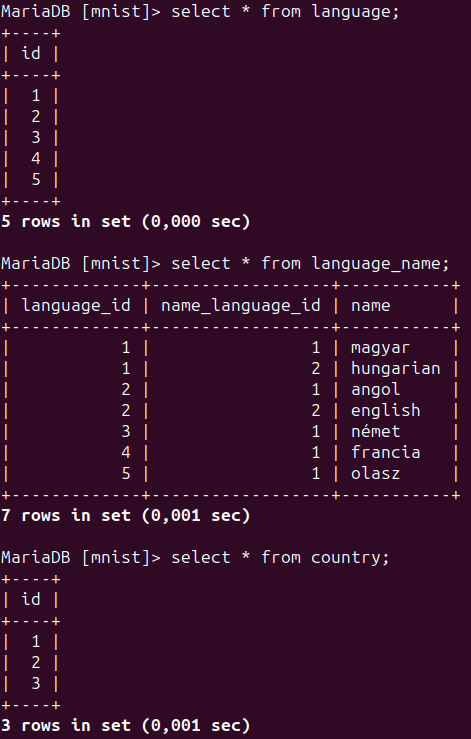 MariaDB [mnist]> select * from language;
+----+
| id |
+----+
|  1 |
|  2 |
|  3 |
|  4 |
|  5 |
+----+
5 rows in set (0,000 sec)

MariaDB [mnist]> select * from language_name;
+-------------+------------------+-----------+
| language_id | name_language_id | name      |
+-------------+------------------+-----------+
|           1 |                1 | magyar    |
|           1 |                2 | hungarian |
|           2 |                1 | angol     |
|           2 |                2 | english   |
|           3 |                1 | német     |
|           4 |                1 | francia   |
|           5 |                1 | olasz     |
+-------------+------------------+-----------+
7 rows in set (0,001 sec)

MariaDB [mnist]> select * from country;
+----+
| id |
+----+
|  1 |
|  2 |
|  3 |
+----+
3 rows in set (0,001 sec)